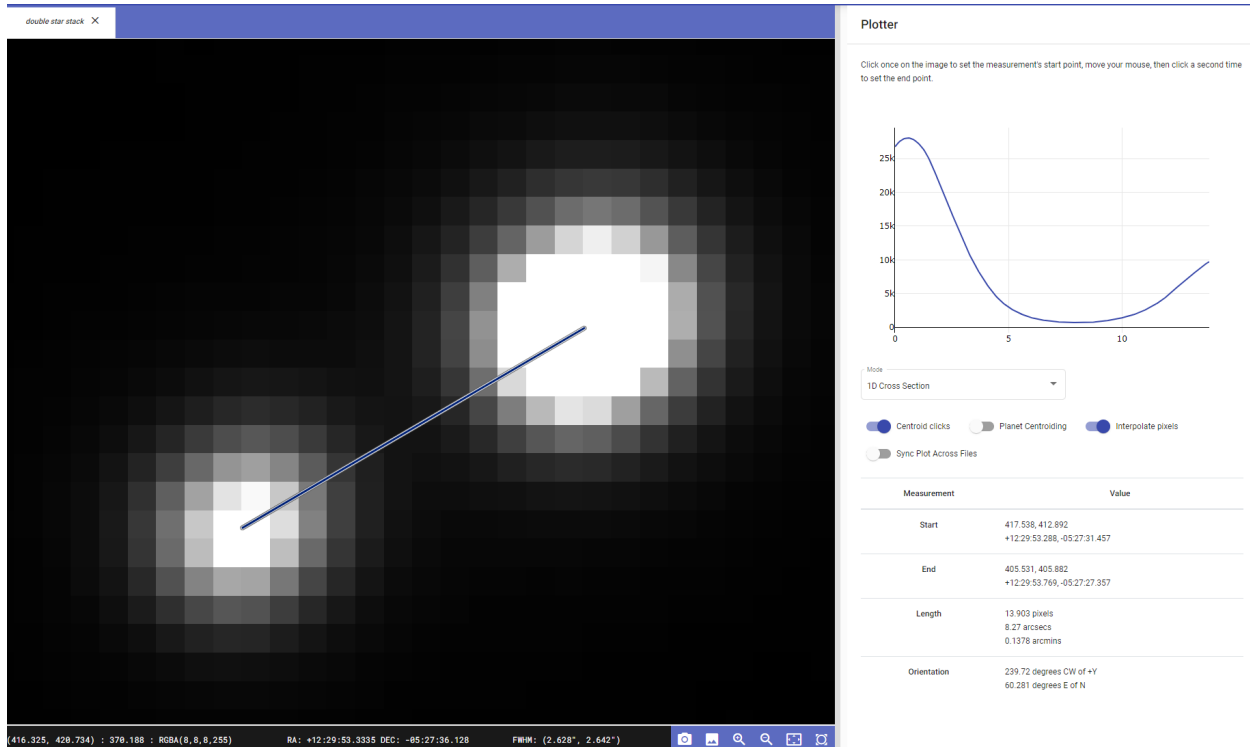 double star stack ×
Plotter
Click once on the image to set the measurement's start point, move your mouse, then click a second time
to set the end point.
25k
20k
15k
10k
5k
0
0 5 10
Mode
1D Cross Section
Centroid clicks Planet Centroiding Interpolate pixels
Sync Plot Across Files
Measurement Value
Start 417.538, 412.892
+12:29:53.288, -05:27:31.457
End 405.531, 405.882
+12:29:53.769, -05:27:27.357
Length 13.903 pixels
8.27 arcsecs
0.1378 arcmins
Orientation 239.72 degrees CW of +Y
60.281 degrees E of N
(416.325, 420.734) : 370.188 : RGBA(8,8,8,255) RA: +12:29:53.3335 DEC: -05:27:36.128 FWHM: (2.628", 2.642")